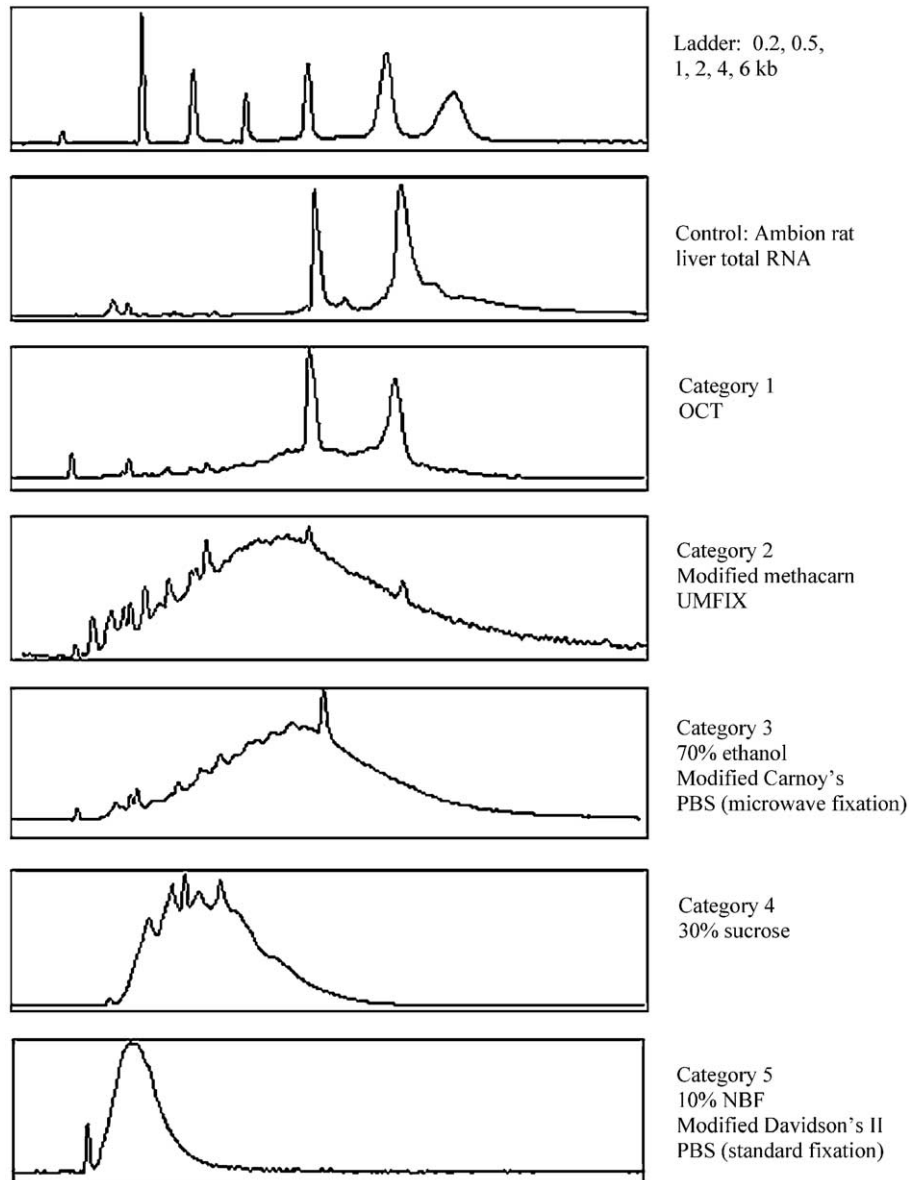 Ladder: 0.2, 0.5,
1, 2, 4, 6 kb
Control: Ambion rat
liver total RNA
Category 1
OCT
Category 2
Modified methacarn
UMFIX
Category 3
70% ethanol
Modified Carnoy's
PBS (microwave fixation)
Category 4
30% sucrose
Category 5
10% NBF
Modified Davidson's II
PBS (standard fixation)